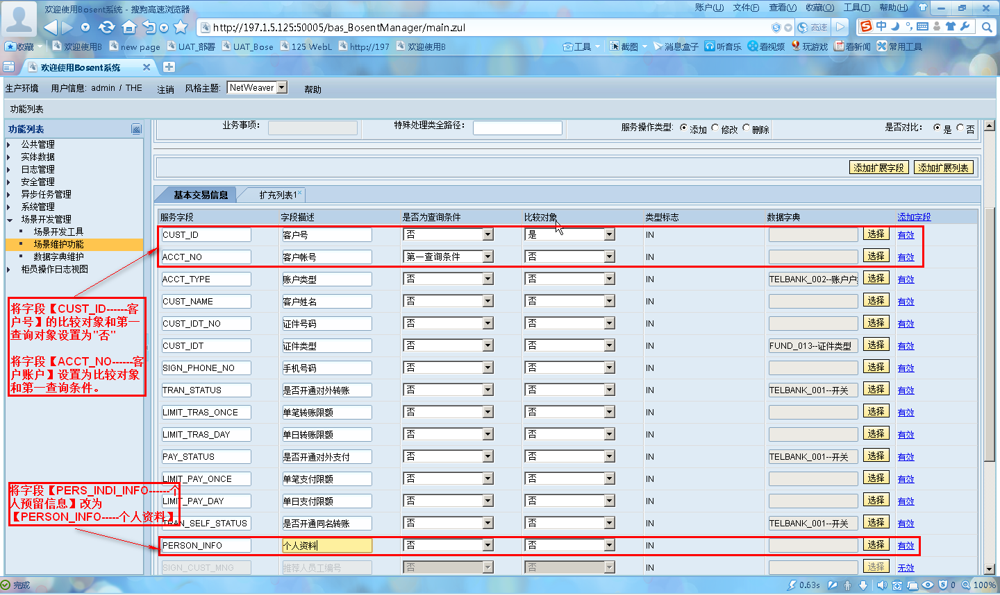 欢迎使用Bosent系统 - 搜狗高速浏览器
账户(U) 文件(F) 查看(V) 收藏(O) 工具(T) 帮助(H)
http://197.1.5.125:50005/bas_BosentManager/main.zul
高速
中
收藏 欢迎使用B new page UAT_部署 UAT_Bose 125 WebL http://197 欢迎使用B
工具 截图 消息盒子 听音乐 看视频 玩游戏 看新闻 常用工具
欢迎使用Bosent系统
生产环境 用户信息: admin / THE 注销 风格主题: NetWeaver 帮助
功能列表
功能列表
公共管理
实体数据
日志管理
安全管理
异步任务管理
系统管理
场景开发管理
场景开发工具
场景维护功能
数据字典维护
柜员操作日志视图
将字段【CUST_ID------客
户号】的比较对象和第一
查询对象设置为"否"
将字段【ACCT_NO------客
户账户】设置为比较对象
和第一查询条件。
将字段【PERS_INDI_INFO------个
人预留信息】改为
【PERSON_INFO-----个人资料】
业务事项: 特殊处理类全路径: 服务操作类型: 添加 修改 删除 是否对比: 是 否
添加扩展字段 添加扩展列表
基本交易信息 扩充列表1
服务字段 字段描述 是否为查询条件 比较对象 类型标志 数据字典 添加字段
CUST_ID 客户号 否 是 IN 选择 有效
ACCT_NO 客户帐号 第一查询条件 否 IN 选择 有效
ACCT_TYPE 账户类型 否 否 IN TELBANK_002--账户户 选择 有效
CUST_NAME 客户姓名 否 否 IN 选择 有效
CUST_IDT_NO 证件号码 否 否 IN 选择 有效
CUST_IDT 证件类型 否 否 IN FUND_013--证件类型 选择 有效
SIGN_PHONE_NO 手机号码 否 否 IN 选择 有效
TRAN_STATUS 是否开通对外转账 否 否 IN TELBANK_001--开关 选择 有效
LIMIT_TRAS_ONCE 单笔转账限额 否 否 IN 选择 有效
LIMIT_TRAS_DAY 单日转账限额 否 否 IN 选择 有效
PAY_STATUS 是否开通对外支付 否 否 IN TELBANK_001--开关 选择 有效
LIMIT_PAY_ONCE 单笔支付限额 否 否 IN 选择 有效
LIMIT_PAY_DAY 单日支付限额 否 否 IN 选择 有效
TRAN_SELF_STATUS 是否开通同名转账 否 否 IN TELBANK_001--开关 选择 有效
PERSON_INFO 个人资料 否 否 IN 选择 有效
SIGN_CUST_MNG 推荐人员工编号 否 否 IN 选择 无效
完成 0.63s 0 100%